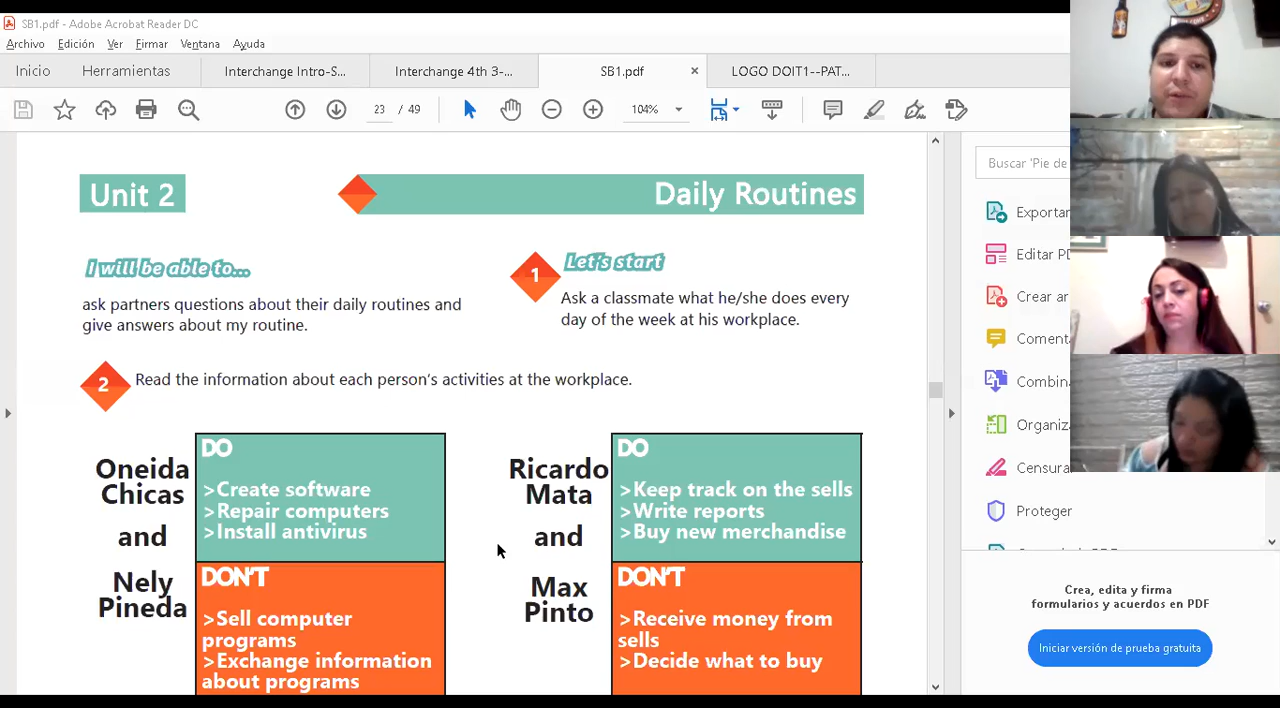 SB1.pdf - Adobe Acrobat Reader DC
Archivo Edición Ver Firmar Ventana Ayuda
Inicio Herramientas Interchange Intro-S... Interchange 4th 3-... SB1.pdf × LOGO DOIT1--PAT...
23 / 49 104%
Unit 2
Daily Routines
I will be able to...
ask partners questions about their daily routines and
give answers about my routine.
1
Let's start
Ask a classmate what he/she does every
day of the week at his workplace.
2
Read the information about each person's activities at the workplace.
Oneida
Chicas
and
Nely
Pineda
DO
>Create software
>Repair computers
>Install antivirus
DON'T
>Sell computer
programs
>Exchange information
about programs
Ricardo
Mata
and
Max
Pinto
DO
>Keep track on the sells
>Write reports
>Buy new merchandise
DON'T
>Receive money from
sells
>Decide what to buy
Buscar 'Pie de
Exportar
Editar PD
Crear ar
Coment
Combin
Organiz
Censura
Proteger
Crea, edita y firma
formularios y acuerdos en PDF
Iniciar versión de prueba gratuita